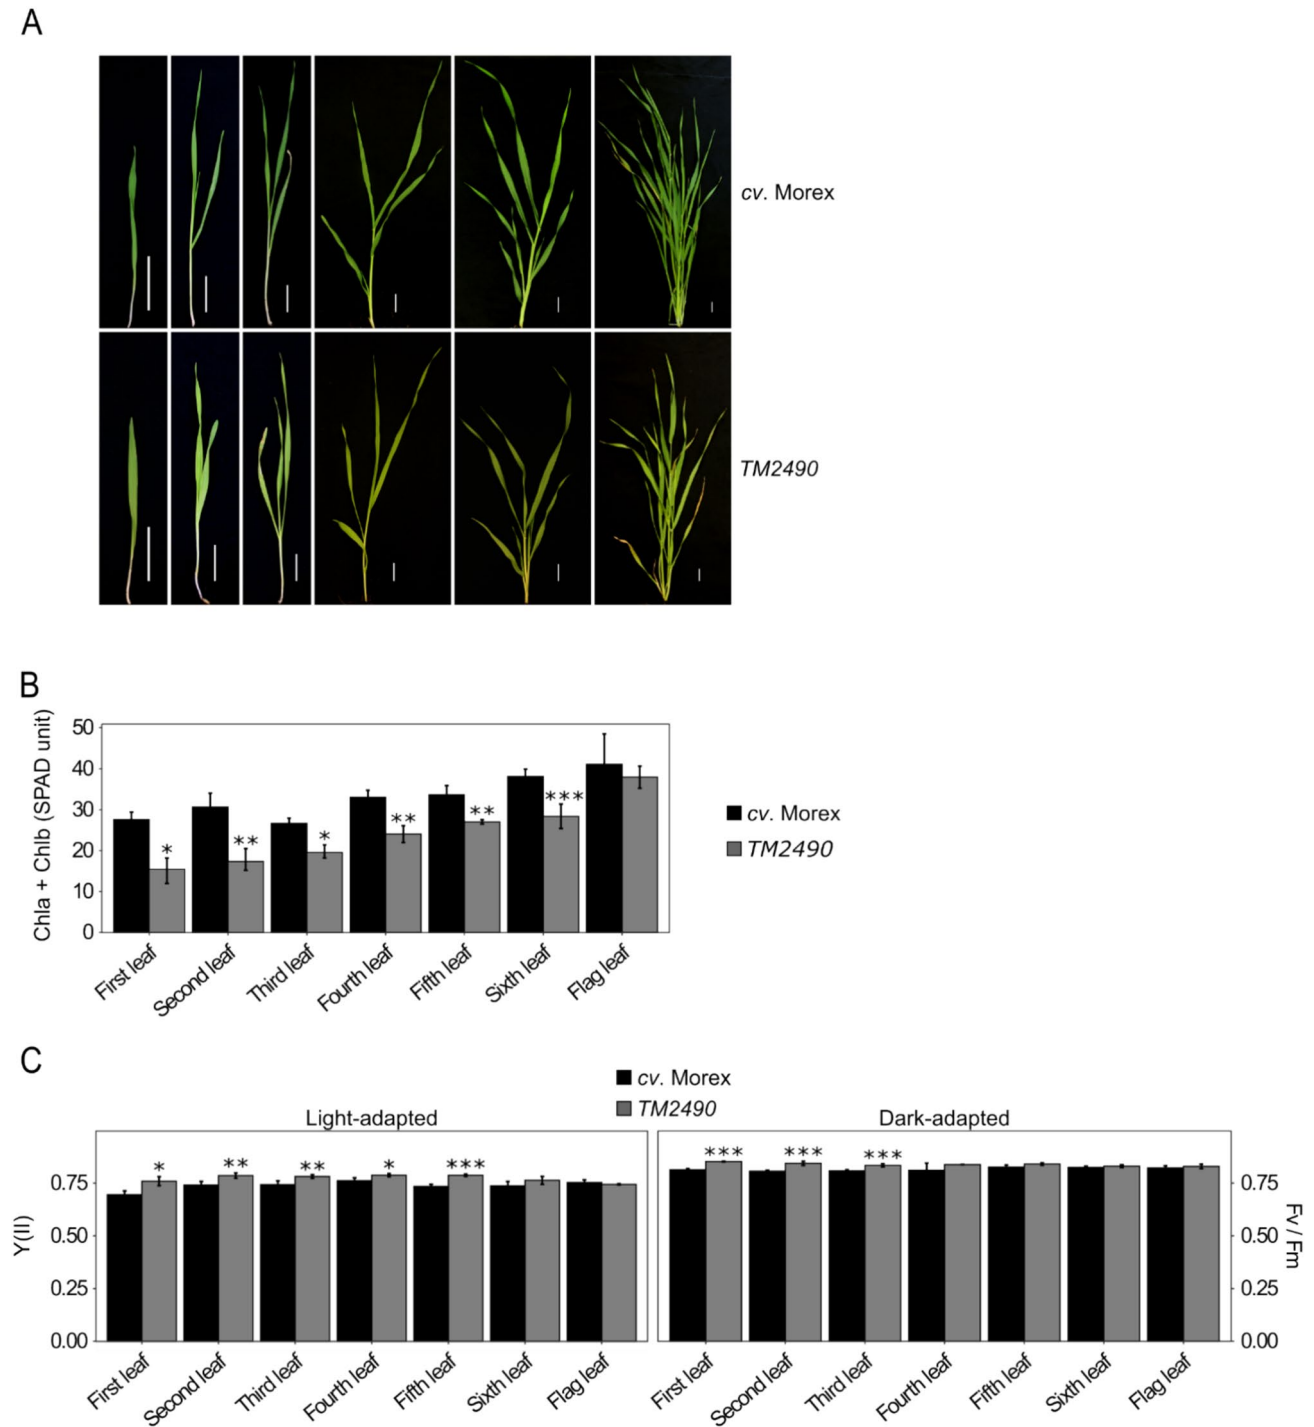 A
cv. Morex
TM2490
B
Chla + Chlb (SPAD unit)
50
40
30
20
10
0
*
**
*
**
**
***
First leaf
Second leaf
Third leaf
Fourth leaf
Fifth leaf
Sixth leaf
Flag leaf
cv. Morex
TM2490
C
cv. Morex
TM2490
Light-adapted
Y(II)
0.75
0.50
0.25
0.00
*
**
**
*
***
First leaf
Second leaf
Third leaf
Fourth leaf
Fifth leaf
Sixth leaf
Flag leaf
Dark-adapted
***
***
***
0.75
0.50
0.25
0.00
Fv / Fm
First leaf
Second leaf
Third leaf
Fourth leaf
Fifth leaf
Sixth leaf
Flag leaf